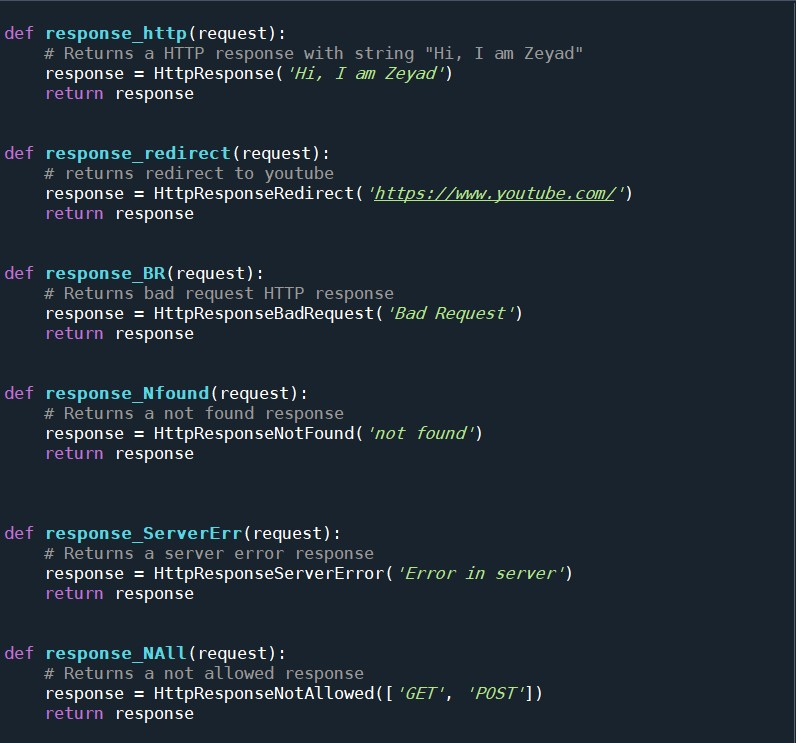 def response_http(request):
    # Returns a HTTP response with string "Hi, I am Zeyad"
    response = HttpResponse('Hi, I am Zeyad')
    return response
def response_redirect(request):
    # returns redirect to youtube
    response = HttpResponseRedirect('https://www.youtube.com/')
    return response
def response_BR(request):
    # Returns bad request HTTP response
    response = HttpResponseBadRequest('Bad Request')
    return response
def response_Nfound(request):
    # Returns a not found response
    response = HttpResponseNotFound('not found')
    return response
def response_ServerErr(request):
    # Returns a server error response
    response = HttpResponseServerError('Error in server')
    return response
def response_NAll(request):
    # Returns a not allowed response
    response = HttpResponseNotAllowed(['GET', 'POST'])
    return response